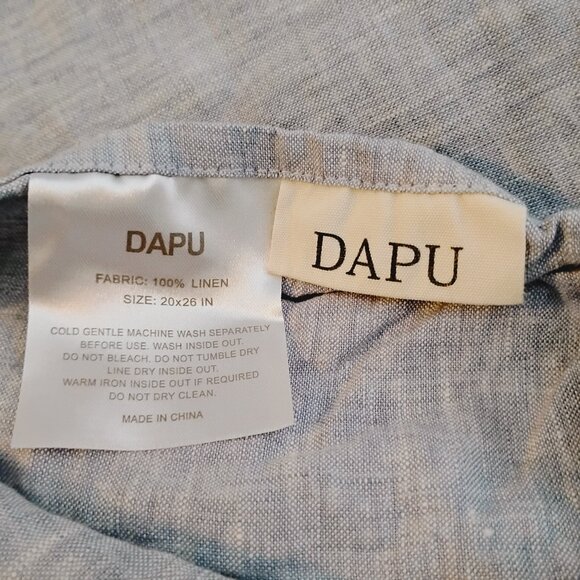 DAPU
FABRIC: 100% LINEN
SIZE: 20x26 IN
COLD GENTLE MACHINE WASH SEPARATELY
BEFORE USE. WASH INSIDE OUT.
DO NOT BLEACH. DO NOT TUMBLE DRY
LINE DRY INSIDE OUT.
WARM IRON INSIDE OUT IF REQUIRED
DO NOT DRY CLEAN.
MADE IN CHINA
DAPU